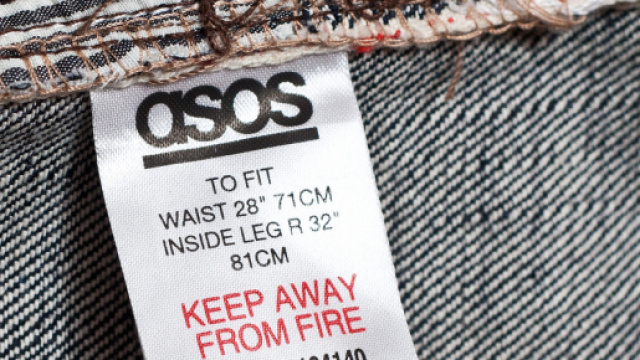 asos
TO FIT
WAIST 28" 71CM
INSIDE LEG R 32"
81CM
KEEP AWAY
FROM FIRE